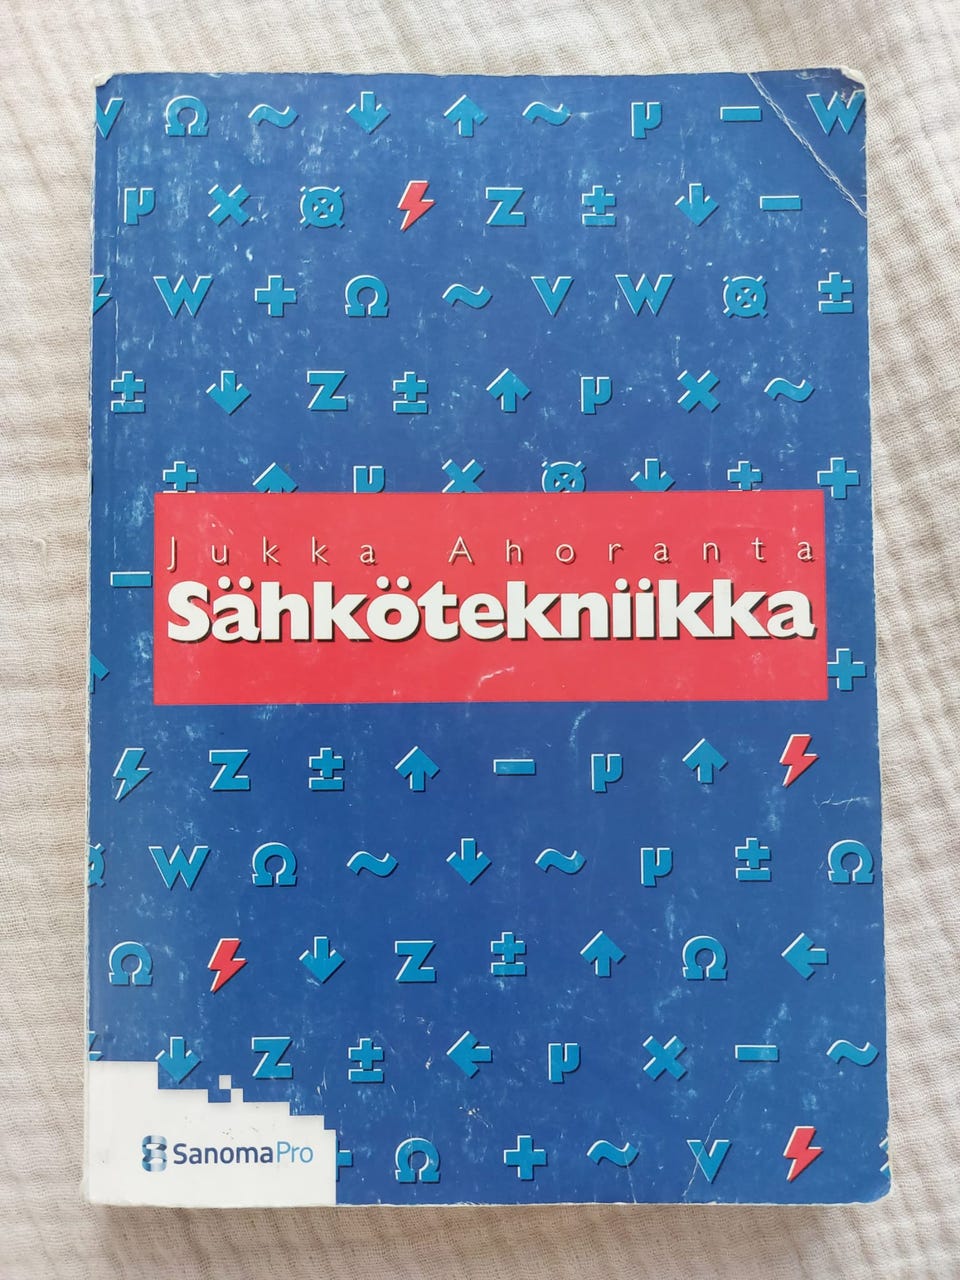 V Ω ~ ↓ ↑ ~ µ − W
µ × ¤ Z ± ↓ −
W + Ω ~ V W ¤ ±
± ↓ Z ± ↑ µ × ~
± ↑ µ × ¤ ↓ ± +
Jukka Ahoranta
−
Sähkötekniikka
↑ +
Z ± ↑ − µ ↑
¤ W Ω ~ ↓ ~ µ ± Ω
Ω ↓ Z ± ↑ Ω ←
↓ Z ± ← µ × − ~
SanomaPro
+ Ω + ~ V